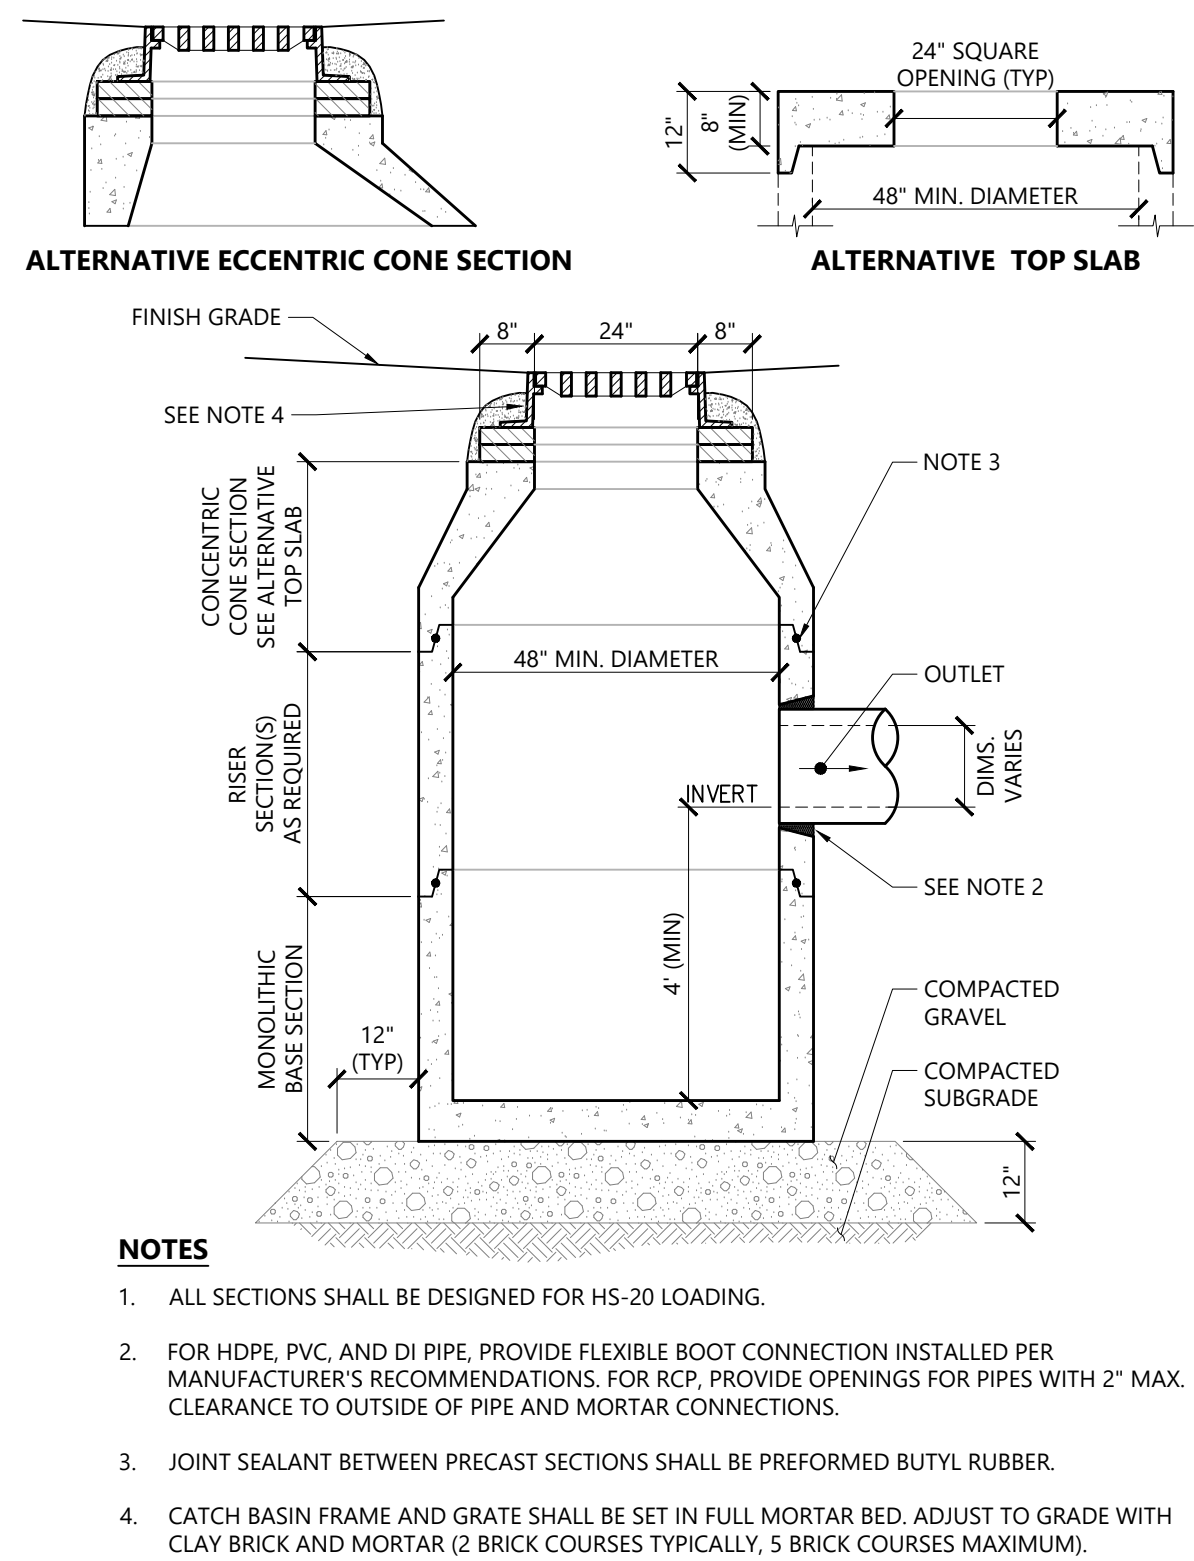 24" SQUARE
OPENING (TYP)
12"
8"
(MIN)
48" MIN. DIAMETER
ALTERNATIVE ECCENTRIC CONE SECTION
ALTERNATIVE TOP SLAB
FINISH GRADE
8"
24"
8"
SEE NOTE 4
NOTE 3
CONCENTRIC
CONE SECTION
SEE ALTERNATIVE
TOP SLAB
48" MIN. DIAMETER
OUTLET
RISER
SECTION(S)
AS REQUIRED
DIMS.
VARIES
INVERT
SEE NOTE 2
4' (MIN)
MONOLITHIC
BASE SECTION
COMPACTED
GRAVEL
12"
(TYP)
COMPACTED
SUBGRADE
12"
NOTES
1. ALL SECTIONS SHALL BE DESIGNED FOR HS-20 LOADING.
2. FOR HDPE, PVC, AND DI PIPE, PROVIDE FLEXIBLE BOOT CONNECTION INSTALLED PER
MANUFACTURER'S RECOMMENDATIONS. FOR RCP, PROVIDE OPENINGS FOR PIPES WITH 2" MAX.
CLEARANCE TO OUTSIDE OF PIPE AND MORTAR CONNECTIONS.
3. JOINT SEALANT BETWEEN PRECAST SECTIONS SHALL BE PREFORMED BUTYL RUBBER.
4. CATCH BASIN FRAME AND GRATE SHALL BE SET IN FULL MORTAR BED. ADJUST TO GRADE WITH
CLAY BRICK AND MORTAR (2 BRICK COURSES TYPICALLY, 5 BRICK COURSES MAXIMUM).